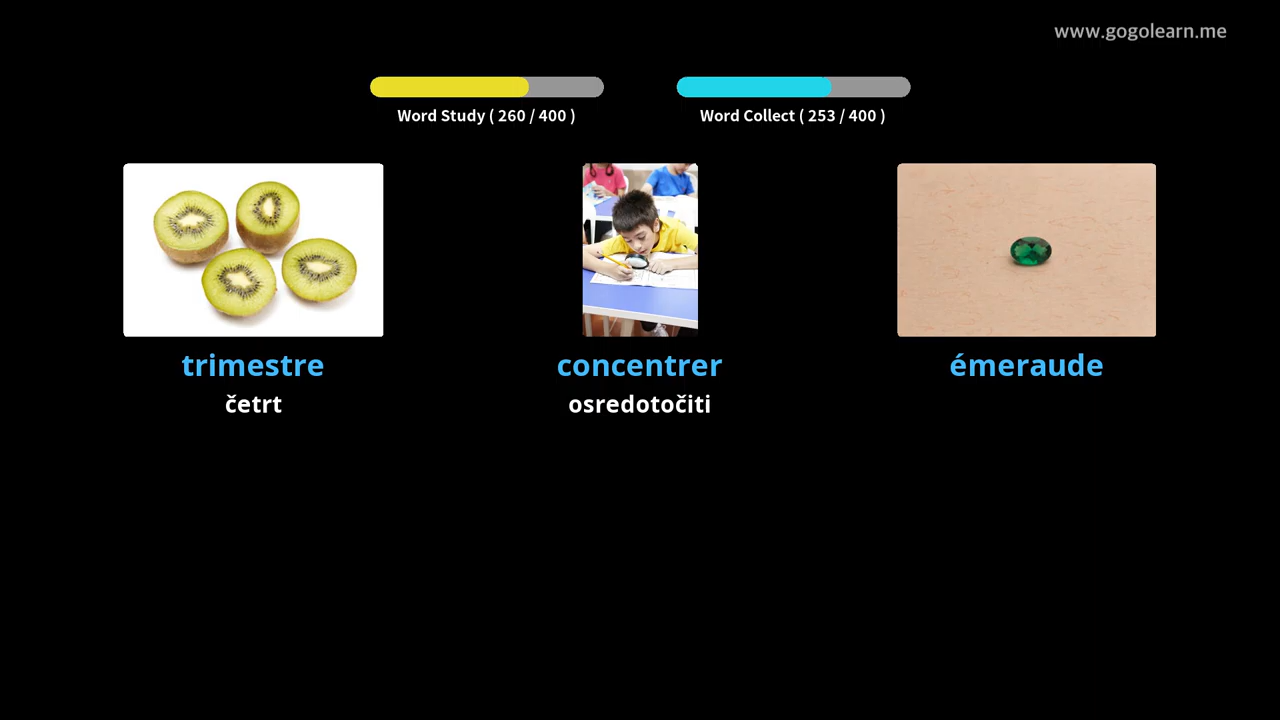 www.gogolearn.me
Word Study ( 260 / 400 )
Word Collect ( 253 / 400 )
trimestre
concentrer
émeraude
četrt
osredotočiti